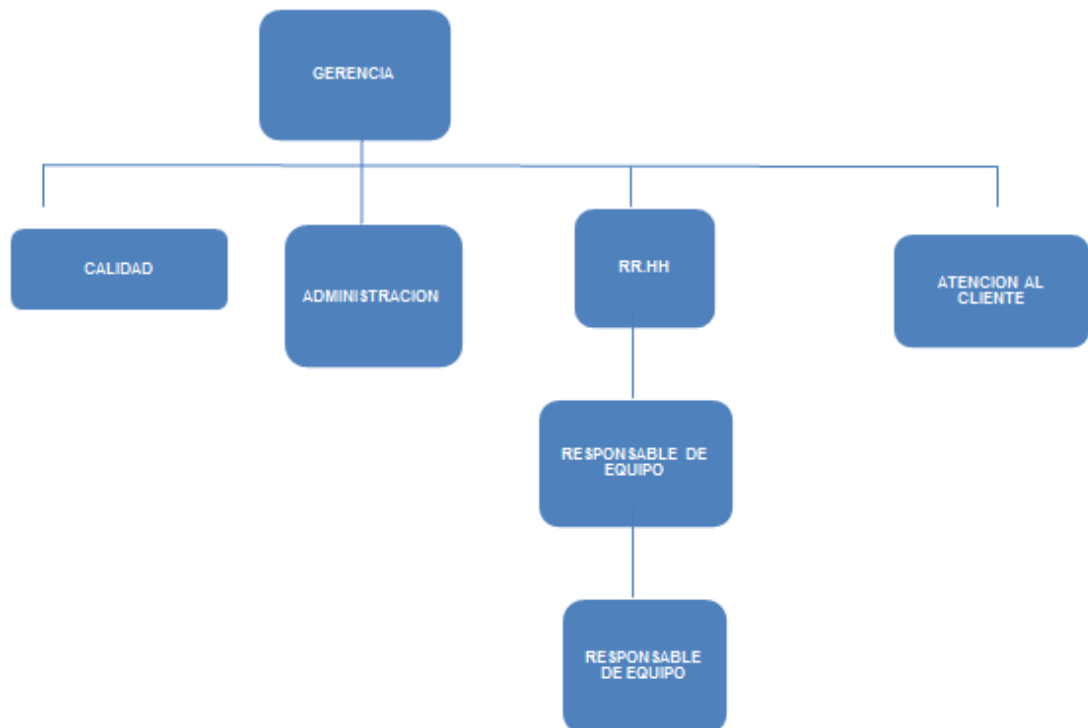 GERENCIA
CALIDAD
ADMINISTRACION
RR.HH
ATENCION AL
CLIENTE
RESPONSABLE DE
EQUIPO
RESPONSABLE
DE EQUIPO